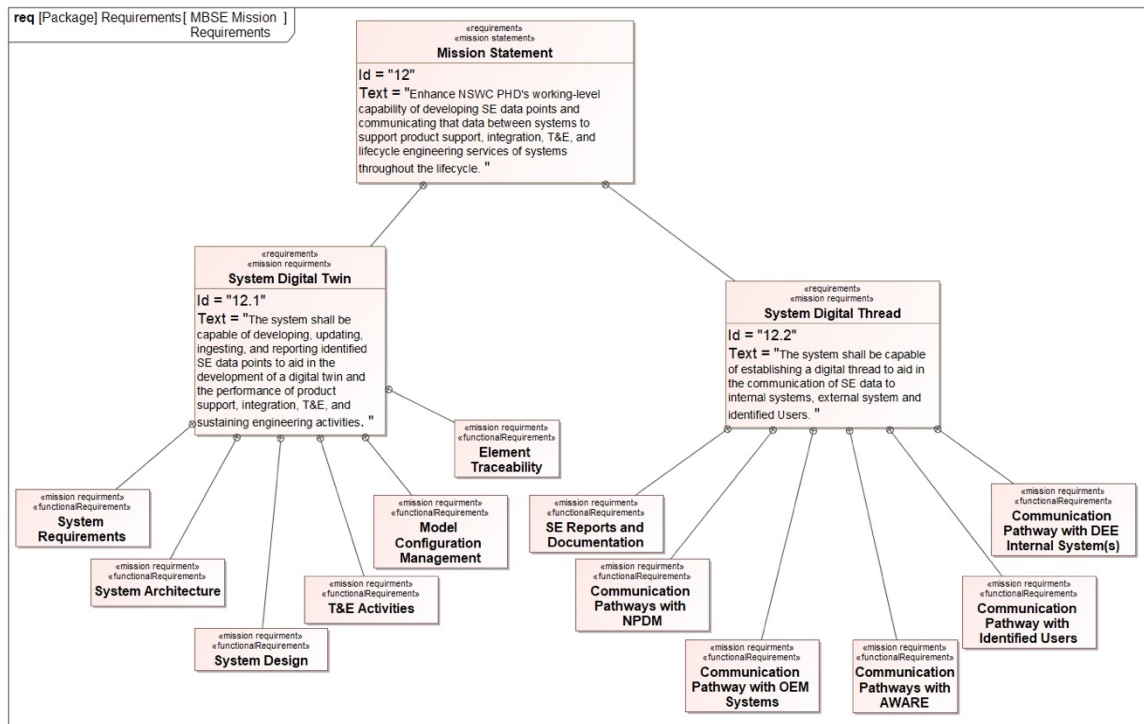 req [Package] Requirements[ MBSE Mission ]
Requirements
«requirement»
«mission statement»
Mission Statement
Id = "12"
Text = "Enhance NSWC PHD's working-level
capability of developing SE data points and
communicating that data between systems to
support product support, integration, T&E, and
lifecycle engineering services of systems
throughout the lifecycle. "
«requirement»
«mission requirment»
System Digital Twin
Id = "12.1"
Text = "The system shall be
capable of developing, updating,
ingesting, and reporting identified
SE data points to aid in the
development of a digital twin and
the performance of product
support, integration, T&E, and
sustaining engineering activities. "
«requirement»
«mission requirment»
System Digital Thread
Id = "12.2"
Text = "The system shall be capable
of establishing a digital thread to aid in
the communication of SE data to
internal systems, external system and
identified Users. "
«mission requirment»
«functionalRequirement»
System
Requirements
«mission requirment»
«functionalRequirement»
System Architecture
«mission requirment»
«functionalRequirement»
System Design
«mission requirment»
«functionalRequirement»
T&E Activities
«mission requirment»
«functionalRequirement»
Model
Configuration
Management
«mission requirment»
«functionalRequirement»
Element
Traceability
«mission requirment»
«functionalRequirement»
SE Reports and
Documentation
«mission requirment»
«functionalRequirement»
Communication
Pathways with
NPDM
«mission requirment»
«functionalRequirement»
Communication
Pathway with OEM
Systems
«mission requirment»
«functionalRequirement»
Communication
Pathways with
AWARE
«mission requirment»
«functionalRequirement»
Communication
Pathway with
Identified Users
«mission requirment»
«functionalRequirement»
Communication
Pathway with DEE
Internal System(s)